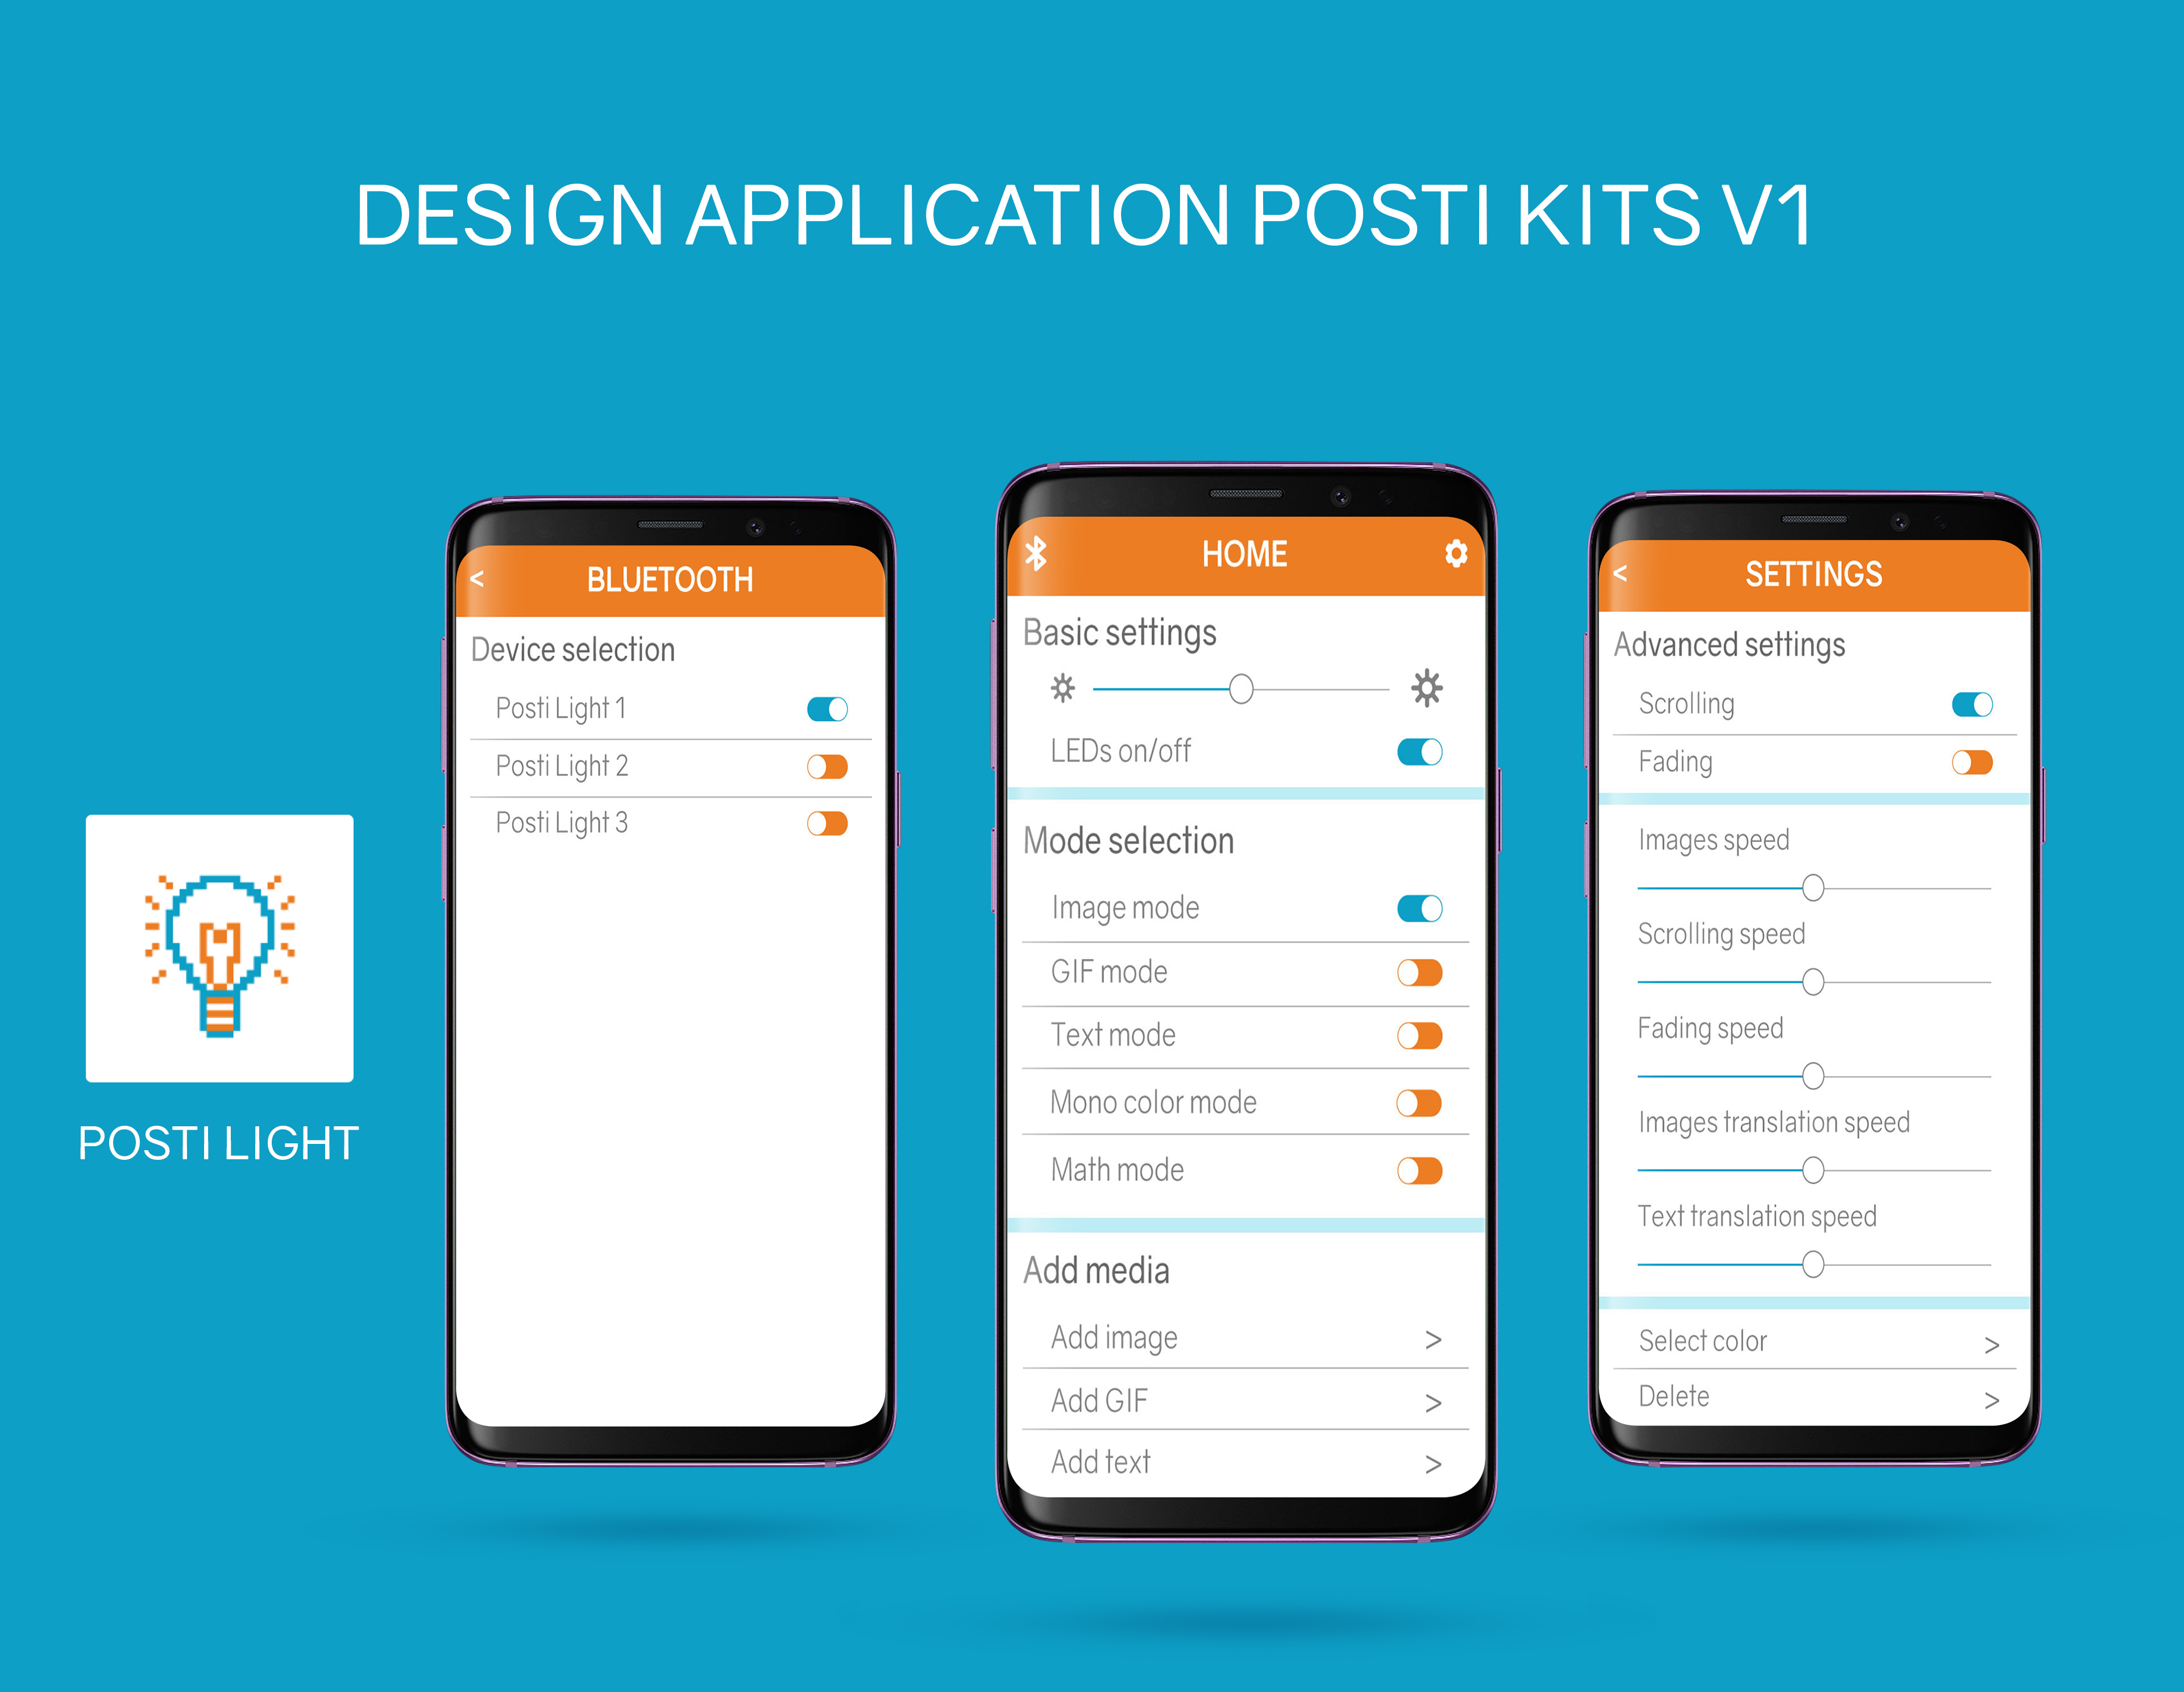 DESIGN APPLICATION POSTI KITS V1
POSTI LIGHT
<
BLUETOOTH
Device selection
Posti Light 1
Posti Light 2
Posti Light 3
HOME
Basic settings
LEDs on/off
Mode selection
Image mode
GIF mode
Text mode
Mono color mode
Math mode
Add media
Add image >
Add GIF >
Add text >
<
SETTINGS
Advanced settings
Scrolling
Fading
Images speed
Scrolling speed
Fading speed
Images translation speed
Text translation speed
Select color >
Delete >